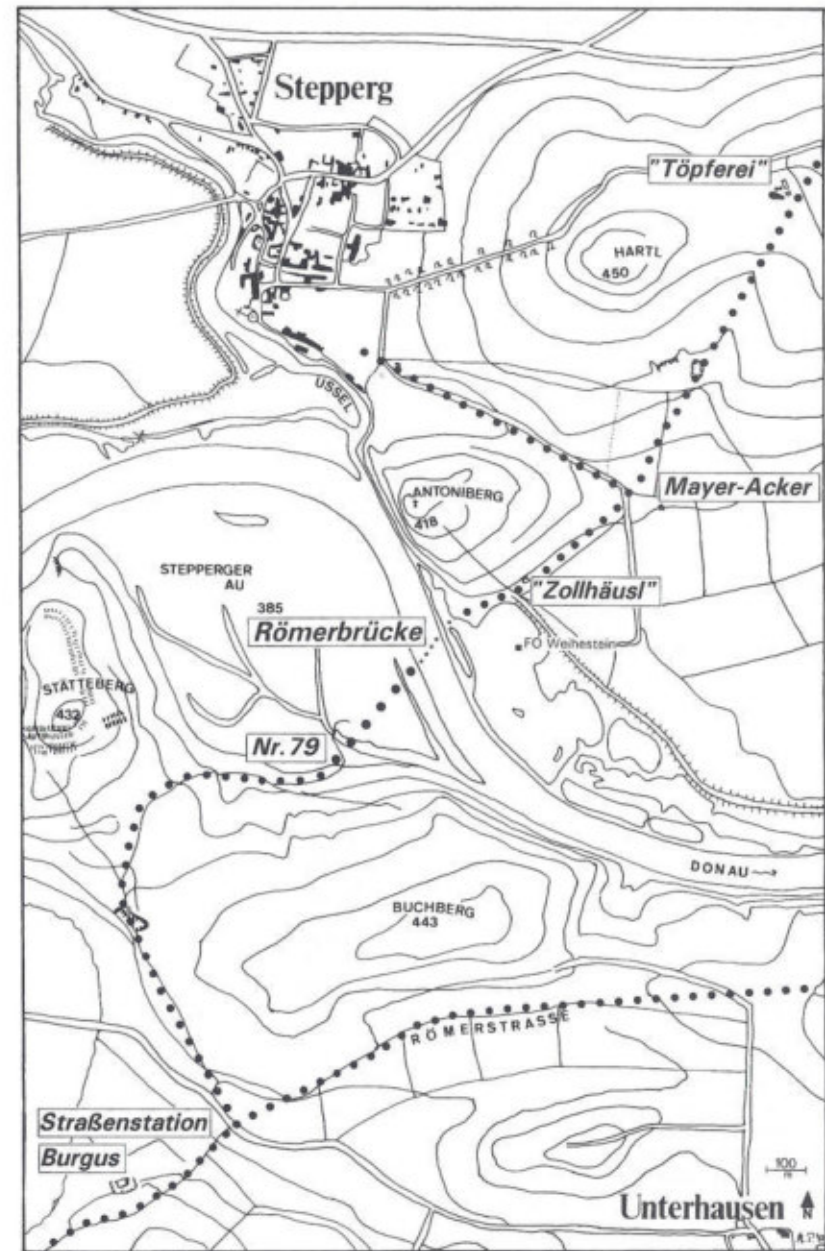 Stepperg
"Töpferei"
HARTL
450
USSEL
ANTONIBERG
418
Mayer-Acker
STEPPERGER
AU
385
"Zollhäusl"
Römerbrücke
FO Weihestein
STÄTTEBERG
432
Nr. 79
DONAU
BUCHBERG
443
RÖMERSTRASSE
Straßenstation
Burgus
100
m
Unterhausen
N